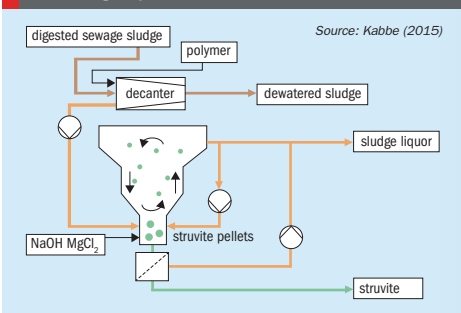 Source: Kabbe (2015)
digested sewage sludge
polymer
decanter
dewatered sludge
sludge liquor
struvite pellets
NaOH MgCl₂
struvite